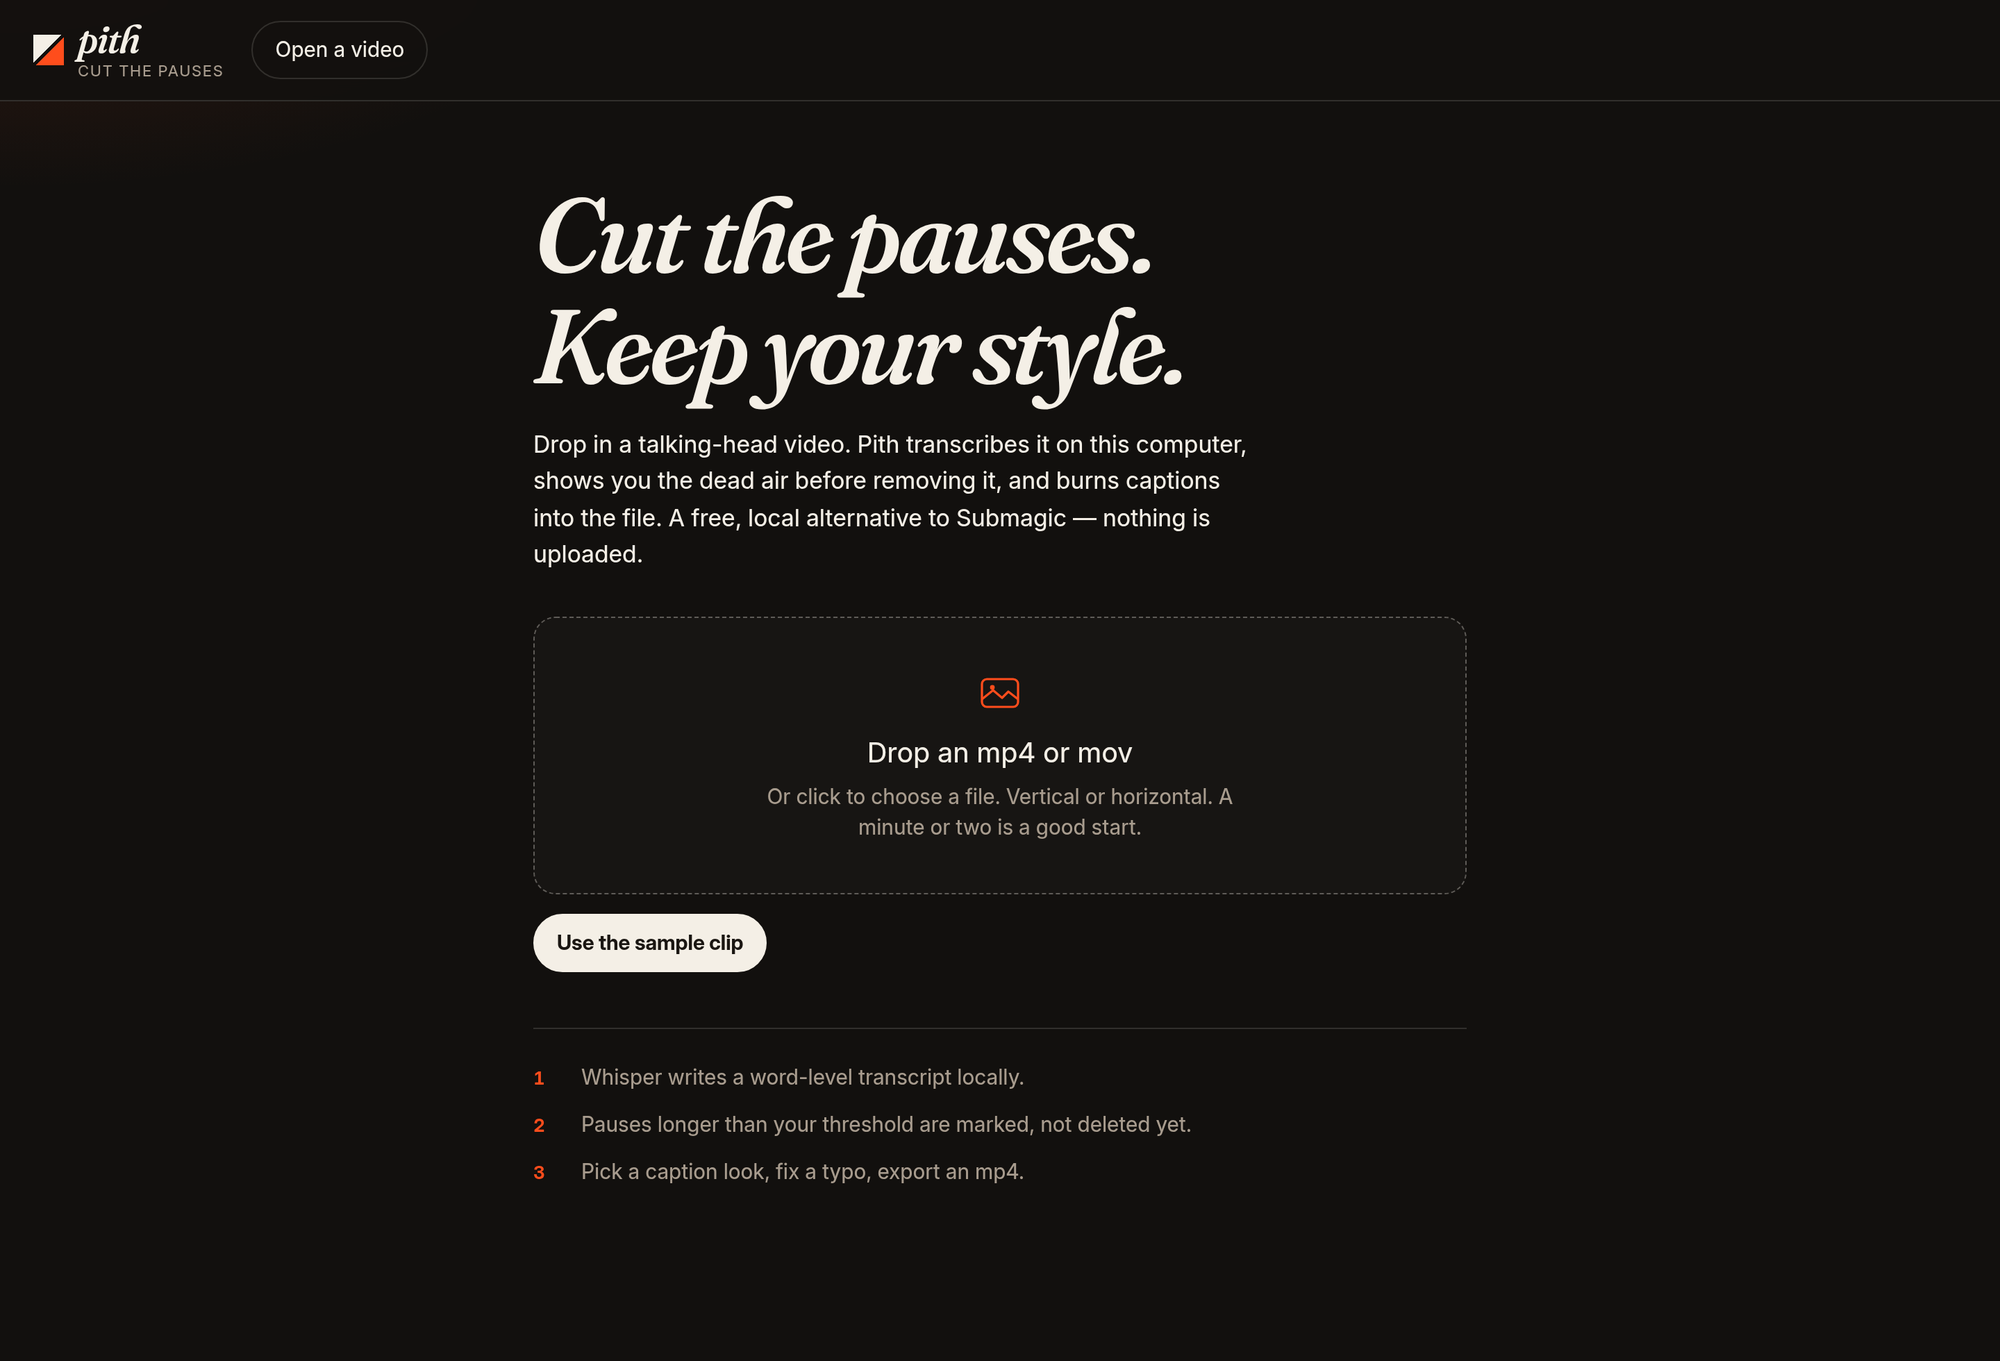 pith
CUT THE PAUSES
Open a video
Cut the pauses.
Keep your style.
Drop in a talking-head video. Pith transcribes it on this computer,
shows you the dead air before removing it, and burns captions
into the file. A free, local alternative to Submagic — nothing is
uploaded.
Drop an mp4 or mov
Or click to choose a file. Vertical or horizontal. A
minute or two is a good start.
Use the sample clip
1 Whisper writes a word-level transcript locally.
2 Pauses longer than your threshold are marked, not deleted yet.
3 Pick a caption look, fix a typo, export an mp4.